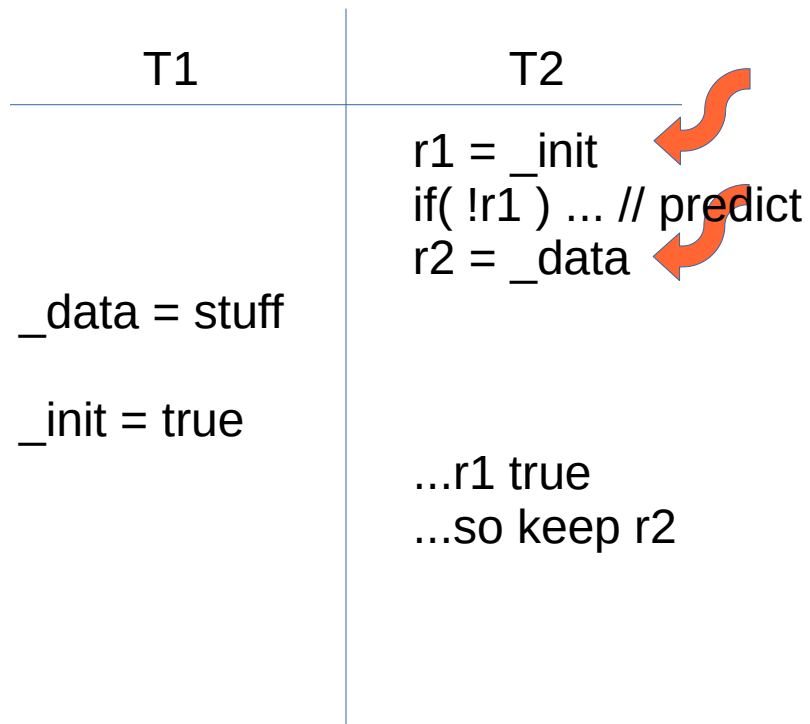 T1
T2
r1 = _init
if( !r1 ) ... // predict
r2 = _data
_data = stuff
_init = true
...r1 true
...so keep r2